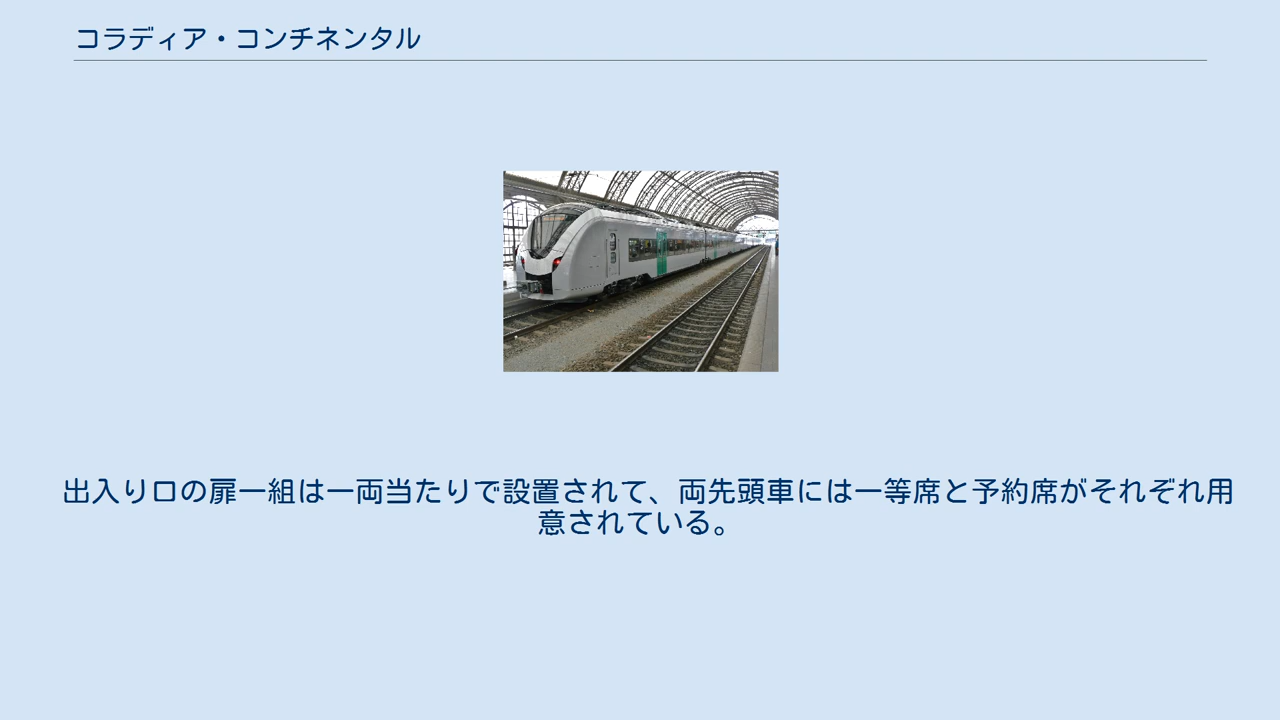 コラディア・コンチネンタル
出入り口の扉一組は一両当たりで設置されて、両先頭車には一等席と予約席がそれぞれ用
意されている。